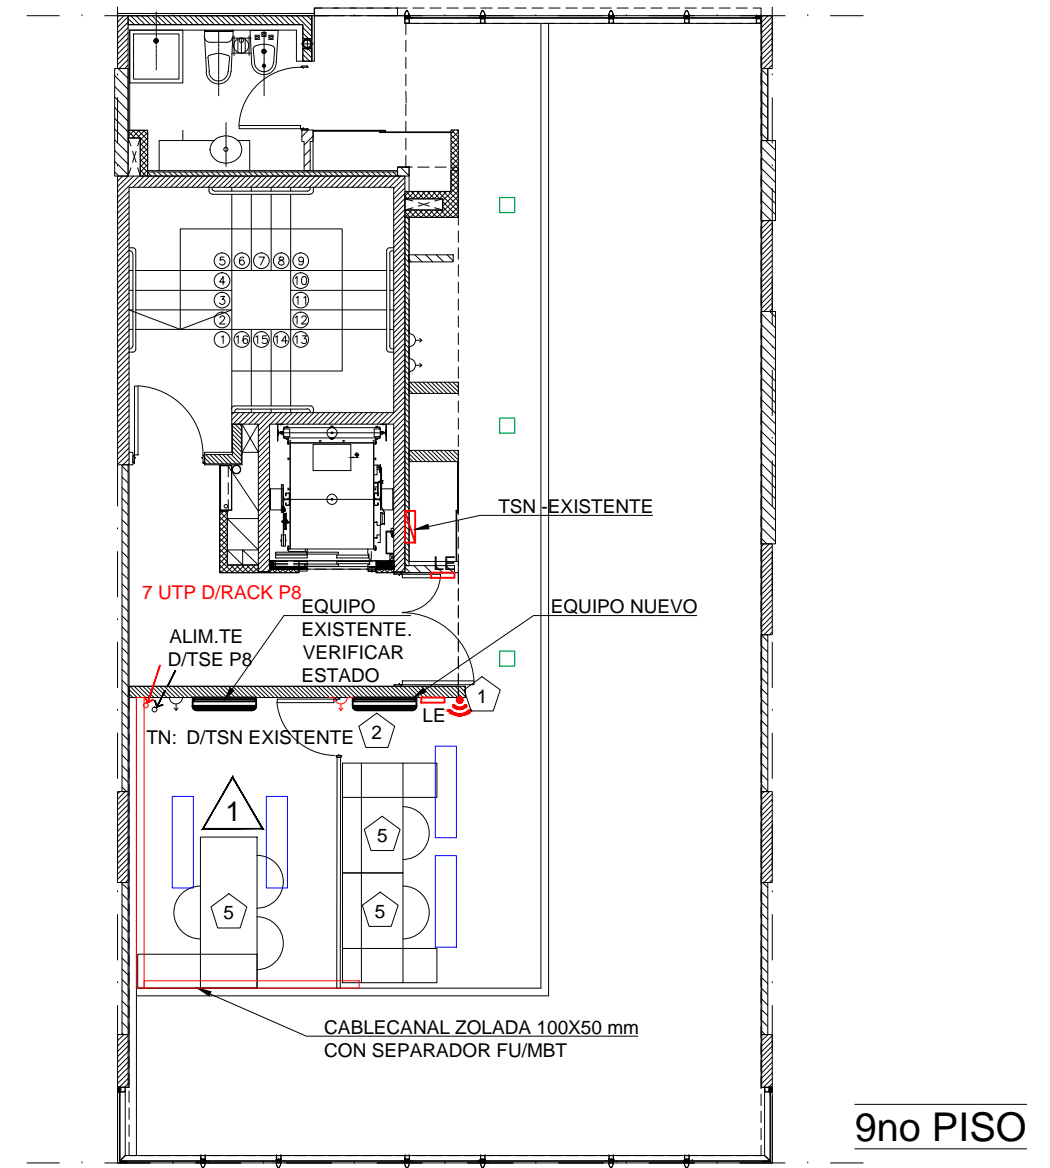 5 6 7 8 9
4 10
3 11
2 12
1 16 15 14 13
TSN -EXISTENTE
LE
7 UTP D/RACK P8
EQUIPO
EXISTENTE.
VERIFICAR
ESTADO
EQUIPO NUEVO
ALIM.TE
D/TSE P8
1
LE
2
TN: D/TSN EXISTENTE
1
5
5
5
CABLECANAL ZOLADA 100X50 mm
CON SEPARADOR FU/MBT
9no PISO